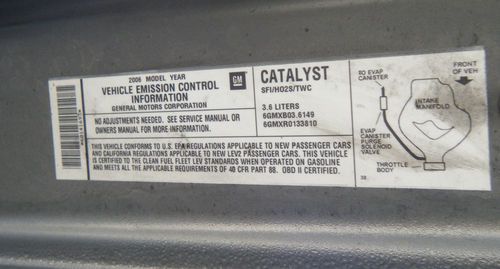 2006 MODEL YEAR
VEHICLE EMISSION CONTROL
INFORMATION
GENERAL MOTORS CORPORATION
GM
CATALYST
SFI/HO2S/TWC
NO ADJUSTMENTS NEEDED. SEE SERVICE MANUAL OR
OWNERS MANUAL FOR MORE INFORMATION.
3.6 LITERS
6GMXB03.6149
6GMXR0133810
THIS VEHICLE CONFORMS TO U.S. EPA REGULATIONS APPLICABLE TO NEW PASSENGER CARS
AND CALIFORNIA REGULATIONS APPLICABLE TO NEW LEV2 PASSENGER CARS. THIS VEHICLE
IS CERTIFIED TO THE CLEAN FUEL FLEET LEV STANDARDS WHEN OPERATED ON GASOLINE
AND MEETS ALL THE APPLICABLE REQUIREMENTS OF 40 CFR PART 88. OBD II CERTIFIED.
TO EVAP
CANISTER
FRONT
OF VEH
INTAKE
MANIFOLD
EVAP
CANISTER
PURGE
SOLENOID
VALVE
THROTTLE
BODY